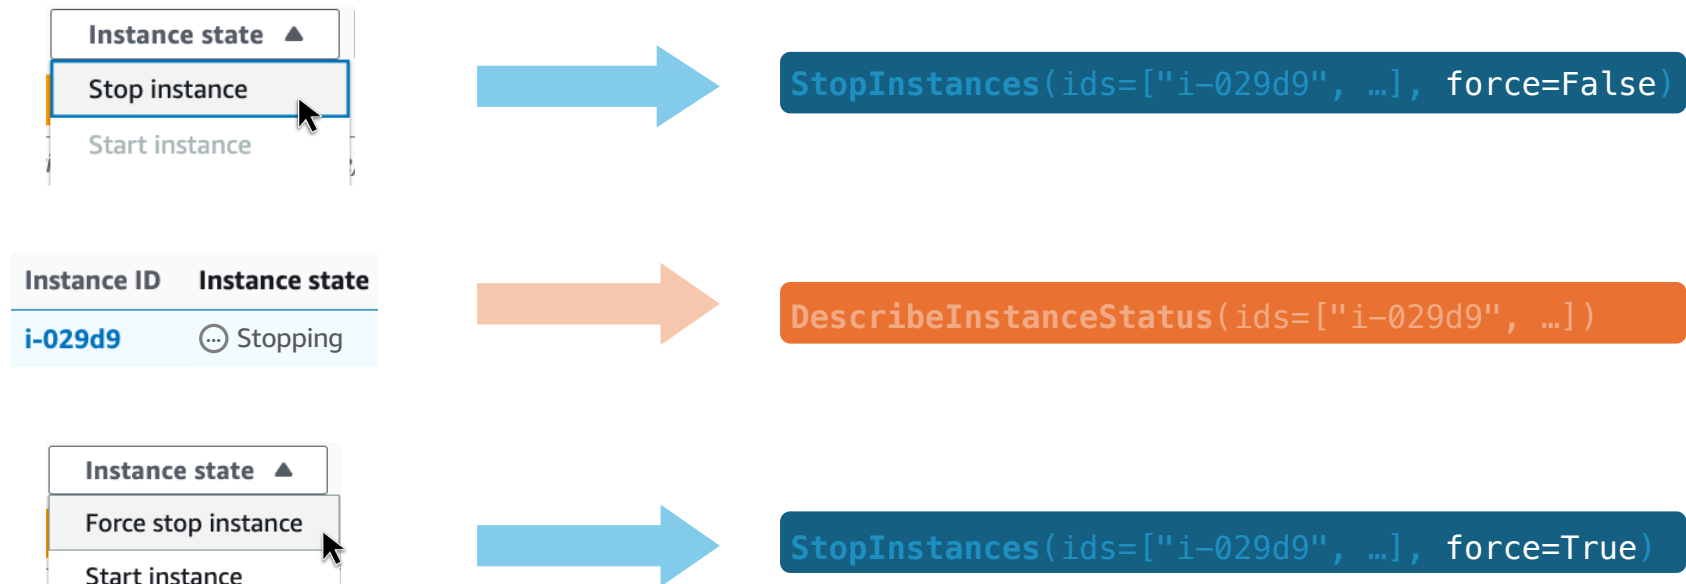 Instance state ▲
Stop instance
Start instance
StopInstances(ids=["i-029d9", …], force=False)
Instance ID Instance state
i-029d9 Stopping
DescribeInstanceStatus(ids=["i-029d9", …])
Instance state ▲
Force stop instance
Start instance
StopInstances(ids=["i-029d9", …], force=True)